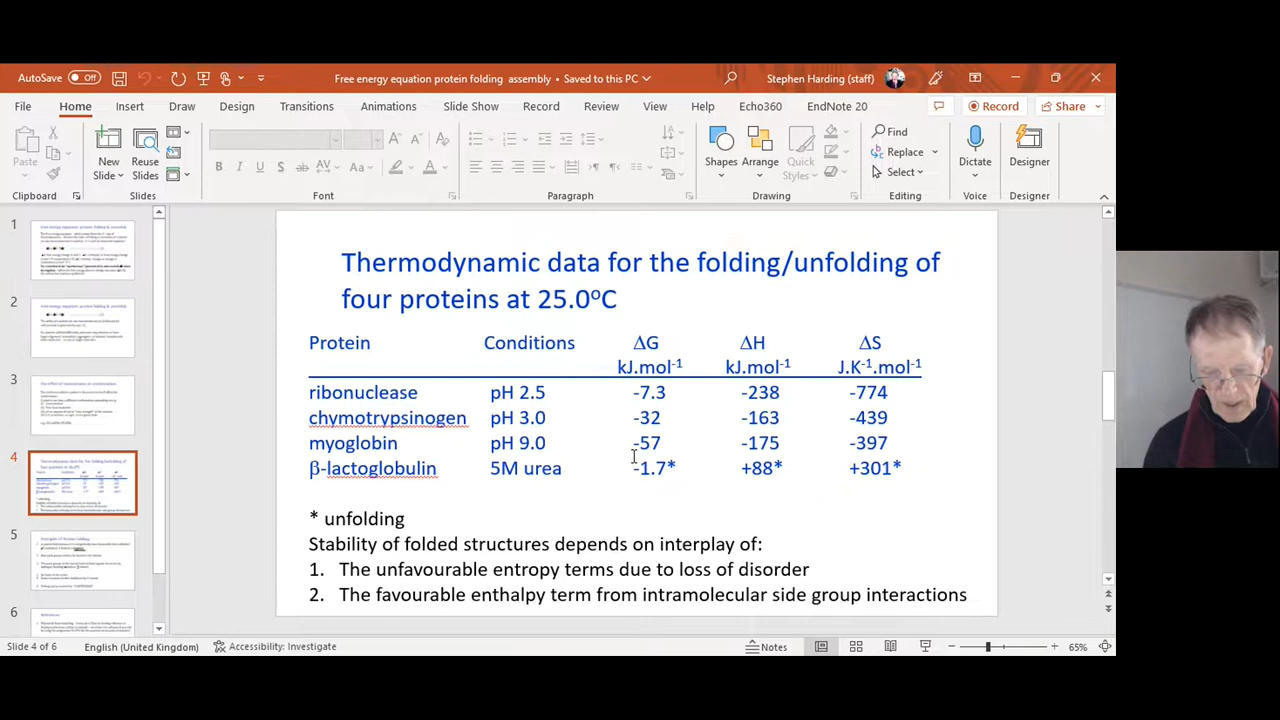 AutoSave Off Free energy equation protein folding assembly • Saved to this PC Stephen Harding (staff)
File Home Insert Draw Design Transitions Animations Slide Show Record Review View Help Echo360 EndNote 20 Record Share
Paste New Slide Reuse Slides Shapes Arrange Quick Styles Find Replace Select Dictate Designer
Clipboard Slides Font Paragraph Drawing Editing Voice Designer
1
2
3
4
5
6
Thermodynamic data for the folding/unfolding of
four proteins at 25.0°C
Protein Conditions ΔG ΔH ΔS
kJ.mol⁻¹ kJ.mol⁻¹ J.K⁻¹.mol⁻¹
ribonuclease pH 2.5 -7.3 -238 -774
chymotrypsinogen pH 3.0 -32 -163 -439
myoglobin pH 9.0 -57 -175 -397
β-lactoglobulin 5M urea -1.7* +88* +301*
* unfolding
Stability of folded structures depends on interplay of:
1. The unfavourable entropy terms due to loss of disorder
2. The favourable enthalpy term from intramolecular side group interactions
Slide 4 of 6 English (United Kingdom) Accessibility: Investigate Notes 65%